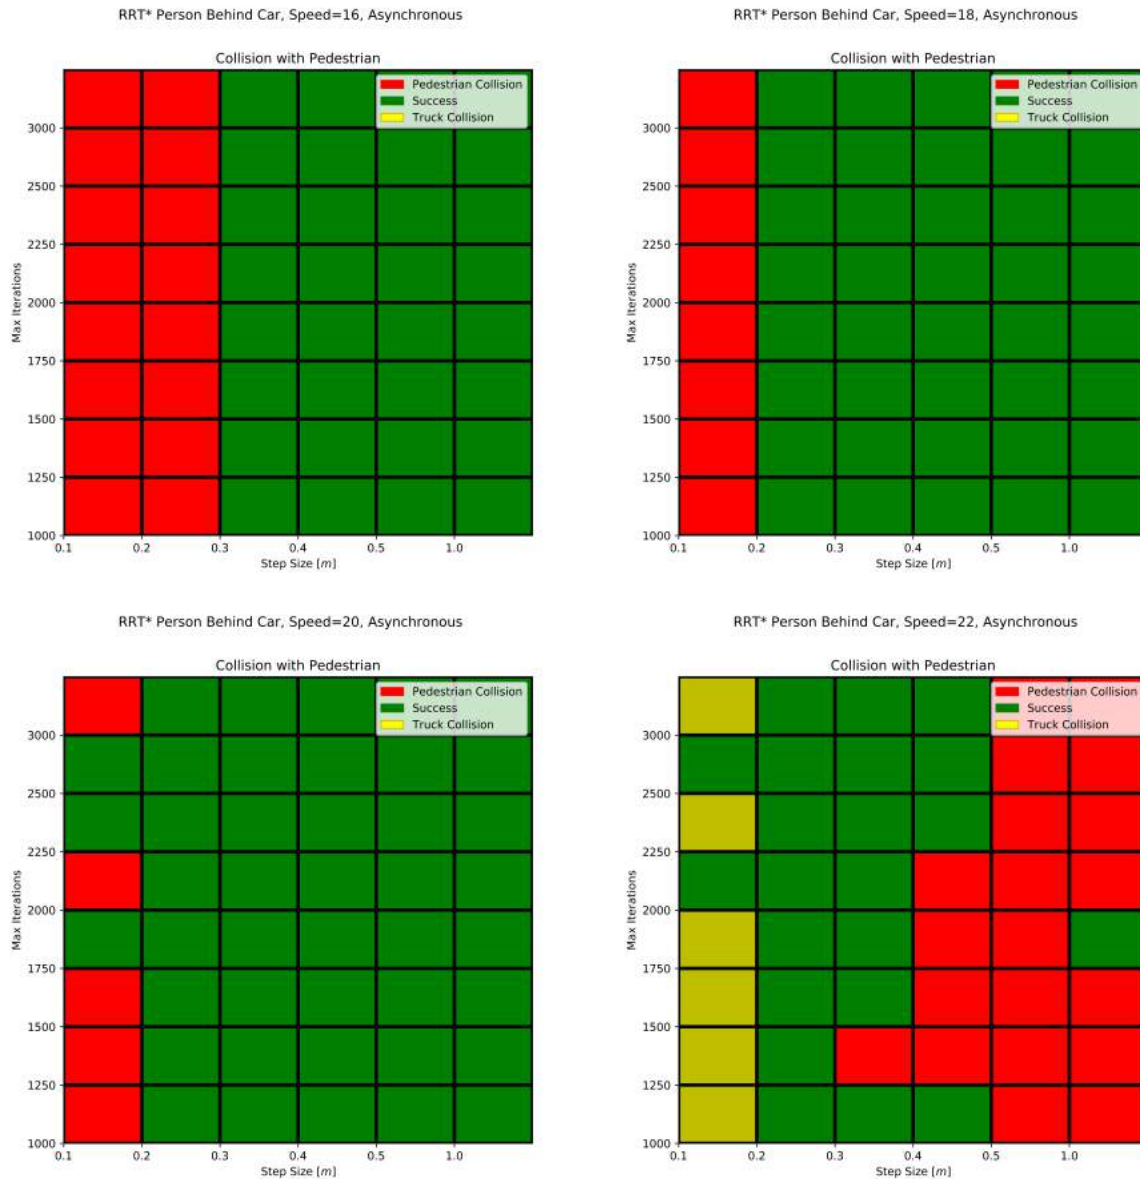 RRT* Person Behind Car, Speed=16, Asynchronous
Collision with Pedestrian
Pedestrian Collision
Success
Truck Collision
3000
2500
2250
2000
1750
1500
1250
1000
Max Iterations
0.1 0.2 0.3 0.4 0.5 1.0
Step Size [m]
RRT* Person Behind Car, Speed=18, Asynchronous
Collision with Pedestrian
Pedestrian Collision
Success
Truck Collision
3000
2500
2250
2000
1750
1500
1250
1000
Max Iterations
0.1 0.2 0.3 0.4 0.5 1.0
Step Size [m]
RRT* Person Behind Car, Speed=20, Asynchronous
Collision with Pedestrian
Pedestrian Collision
Success
Truck Collision
3000
2500
2250
2000
1750
1500
1250
1000
Max Iterations
0.1 0.2 0.3 0.4 0.5 1.0
Step Size [m]
RRT* Person Behind Car, Speed=22, Asynchronous
Collision with Pedestrian
Pedestrian Collision
Success
Truck Collision
3000
2500
2250
2000
1750
1500
1250
1000
Max Iterations
0.1 0.2 0.3 0.4 0.5 1.0
Step Size [m]